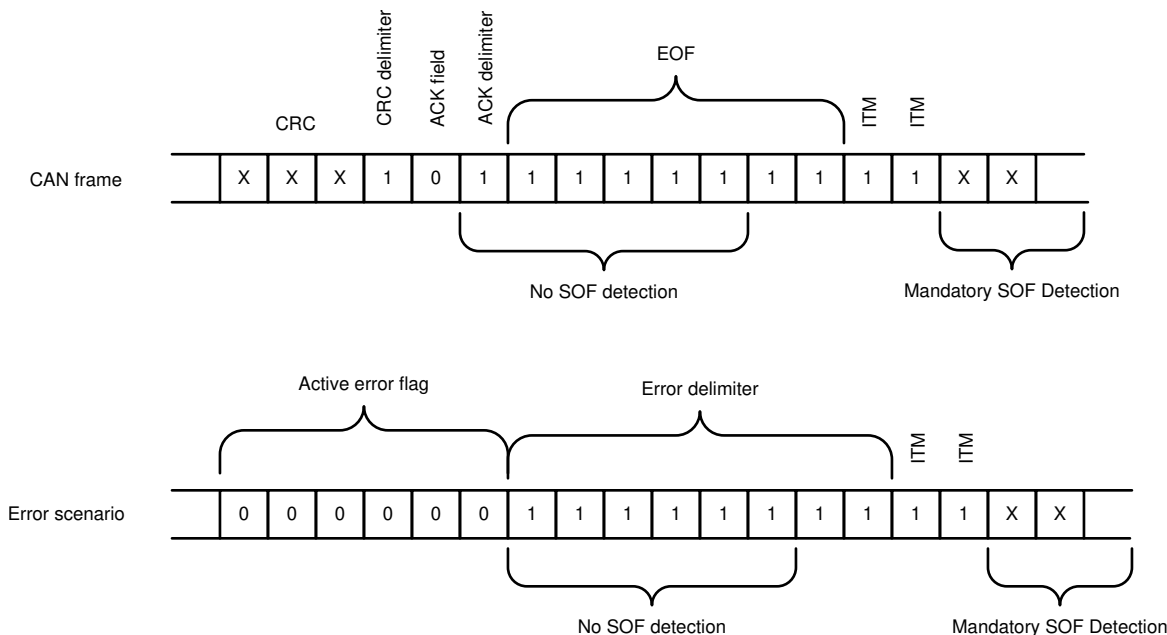 CRC
CRC delimiter
ACK field
ACK delimiter
EOF
ITM
ITM
CAN frame
X X X 1 0 1 1 1 1 1 1 1 1 1 1 X X
No SOF detection
Mandatory SOF Detection
Active error flag
Error delimiter
ITM
ITM
Error scenario
0 0 0 0 0 0 1 1 1 1 1 1 1 1 1 1 X X
No SOF detection
Mandatory SOF Detection